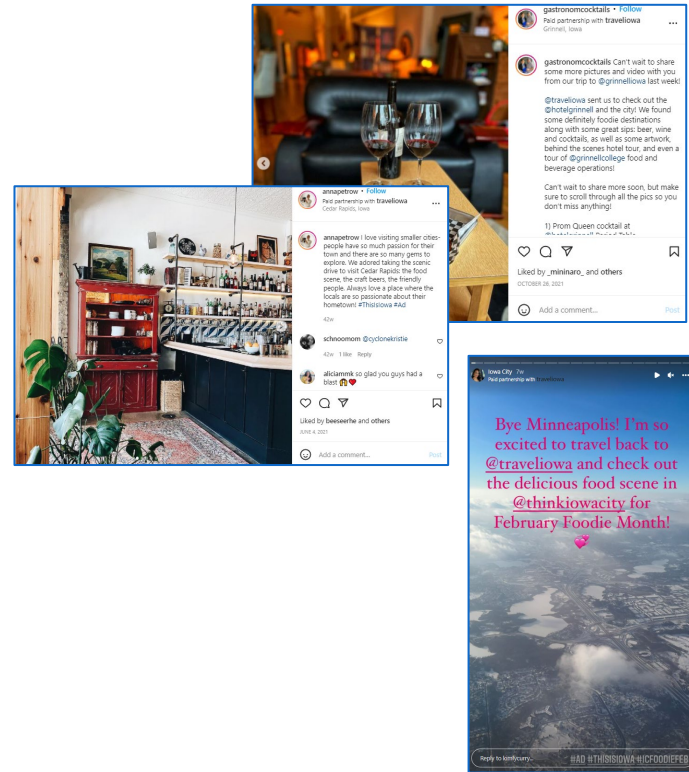 gastronomcocktails • Follow
Paid partnership with traveliowa
Grinnell, Iowa
...
gastronomcocktails Can't wait to share
some more pictures and video with you
from our trip to @grinnelliowa last week!
@traveliowa sent us to check out the
@hotelgrinnell and the city! We found
some definitely foodie destinations
along with some great sips: beer, wine
and cocktails, as well as some artwork,
behind the scenes hotel tour, and even a
tour of @grinnellcollege food and
beverage operations!
Can't wait to share more soon, but make
sure to scroll through all the pics so you
don't miss anything!
1) Prom Queen cocktail at
Liked by _mininaro_ and others
OCTOBER 28, 2021
Add a comment...
Post
annapetrow • Follow
Paid partnership with traveliowa
Cedar Rapids, Iowa
...
annapetrow I love visiting smaller cities-
people have so much passion for their
town and there are so many gems to
explore. We adored taking the scenic
drive to visit Cedar Rapids: the food
scene, the craft beers, the friendly
people. Always love a place where the
locals are so passionate about their
hometown! #ThisIsIowa #Ad
42w
schnoomom @cyclonekristie
42w 1 like Reply
aliciammk so glad you guys had a
blast 🙌❤️
Liked by beeseerhe and others
JUNE 4, 2021
Add a comment...
Post
Iowa City 7w
Paid partnership with traveliowa
...
Bye Minneapolis! I'm so
excited to travel back to
@traveliowa and check out
the delicious food scene in
@thinkiowacity for
February Foodie Month!
💞
Reply to kimfycurry...
#AD #THISISIOWA #ICFOODIEFEB